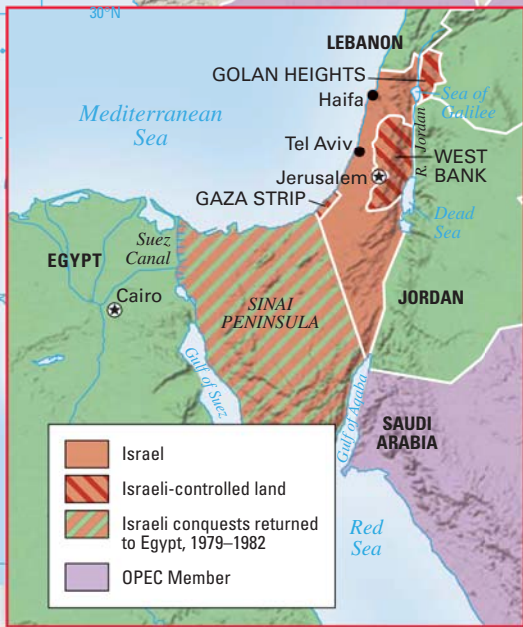 30°N
LEBANON
GOLAN HEIGHTS
Haifa
Sea of
Galilee
Mediterranean
Sea
R. Jordan
Tel Aviv
WEST
BANK
Jerusalem
GAZA STRIP
Dead
Sea
Suez
Canal
EGYPT
Cairo
SINAI
PENINSULA
JORDAN
Gulf of Suez
Gulf of Aqaba
SAUDI
ARABIA
Red
Sea
Israel
Israeli-controlled land
Israeli conquests returned
to Egypt, 1979–1982
OPEC Member